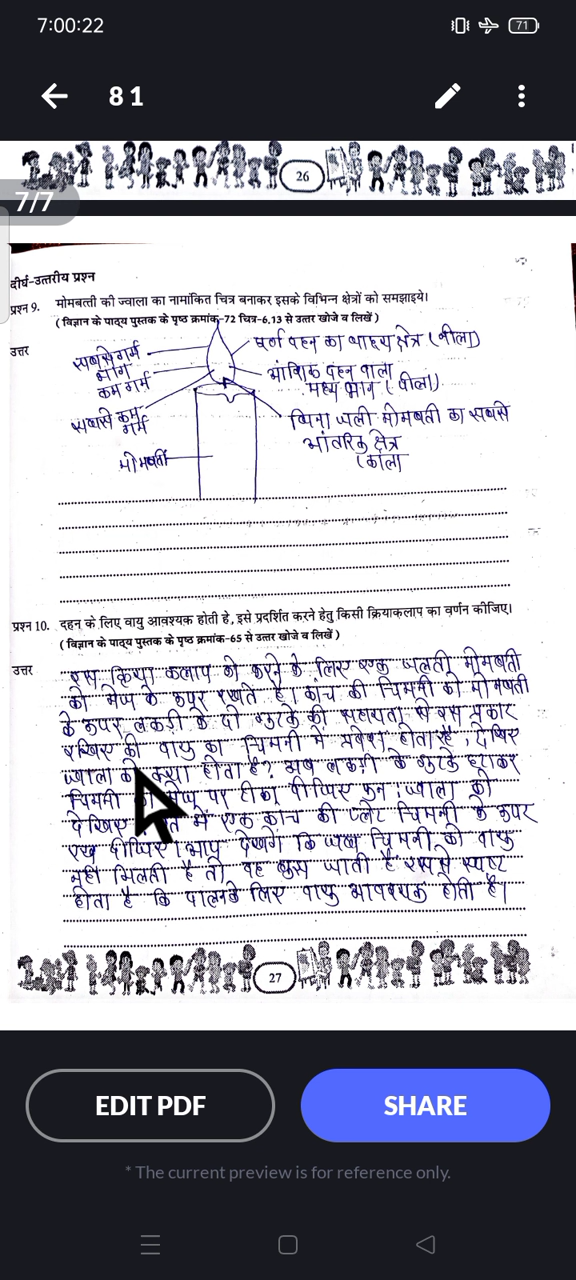 7:00:22
71
81
26
7/7
दीर्घ-उत्तरीय प्रश्न
प्रश्न 9. मोमबत्ती की ज्वाला का नामांकित चित्र बनाकर इसके विभिन्न क्षेत्रों को समझाइये।
( विज्ञान के पाठ्य पुस्तक के पृष्ठ क्रमांक-72 चित्र-6.13 से उत्तर खोजे व लिखें )
उत्तर
सबसे गर्म
भाग
कम गर्म
सबसे कम
गर्म
मोमबत्ती
पूर्ण दहन का बाह्य क्षेत्र (नीला)
आंशिक दहन वाला
मध्य भाग (पीला)
बिना जली मोमबत्ती का सबसे
आंतरिक क्षेत्र
(काला
प्रश्न 10. दहन के लिए वायु आवश्यक होती है, इसे प्रदर्शित करने हेतु किसी क्रियाकलाप का वर्णन कीजिए।
( विज्ञान के पाठ्य पुस्तक के पृष्ठ क्रमांक-65 से उत्तर खोजे व लिखें )
उत्तर
इस क्रिया कलाप को करने के लिए एक जलती मोमबती
को मेज के ऊपर रखते है। कांच की चिमनी को मोमबती
के ऊपर लकड़ी के दो गुटके की सहायता से इस प्रकार
रखिए की वायु का चिमनी में प्रवेश होता रहे, देखिए
ज्वाला को क्या होता है? अब लकड़ी के गुटके हटाकर
चिमनी को मेज पर टीका दीजिए पुन: ज्वाला को
देखिए में एक कांच की प्लेट चिमनी के ऊपर
रख दीजिए। आप देखेगें कि जब चिमनी को वायु
नही मिलती है तो वह बुझ जाती है इससे स्पष्ट
होता है कि लिए वायु आवश्यक होती है।
27
EDIT PDF
SHARE
* The current preview is for reference only.